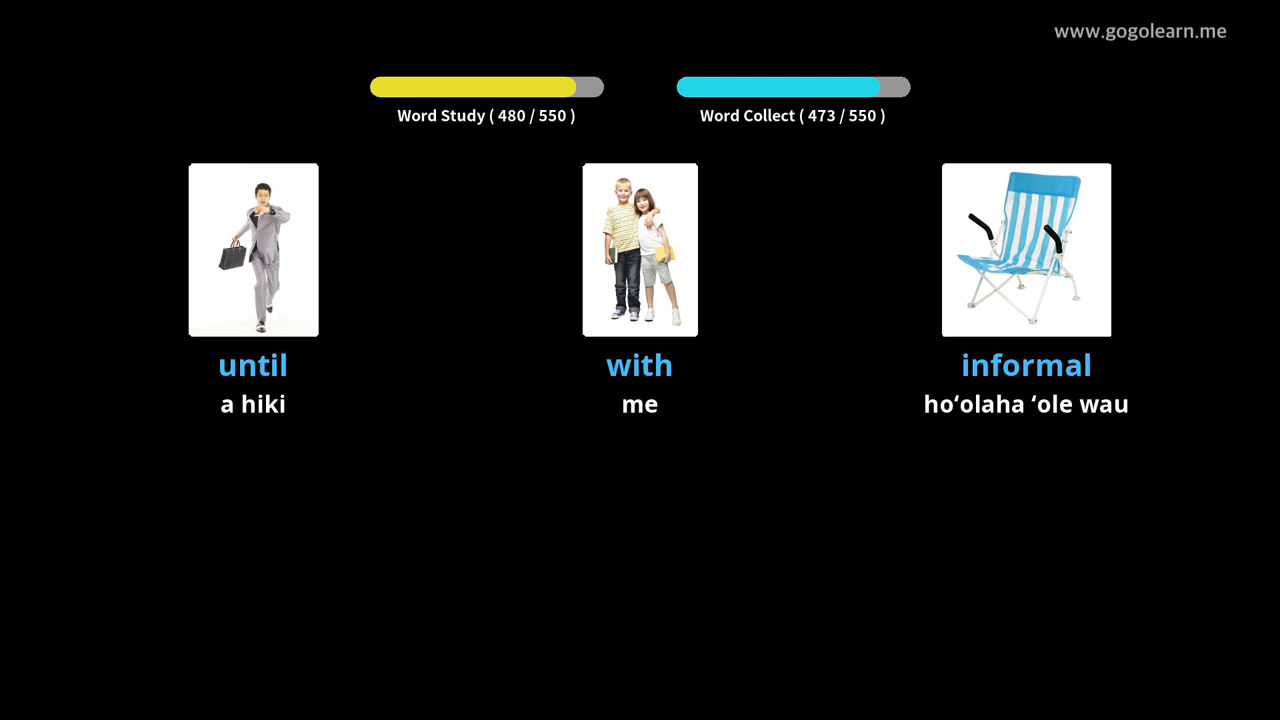 www.gogolearn.me
Word Study ( 480 / 550 )
Word Collect ( 473 / 550 )
until
a hiki
with
me
informal
hoʻolaha ʻole wau